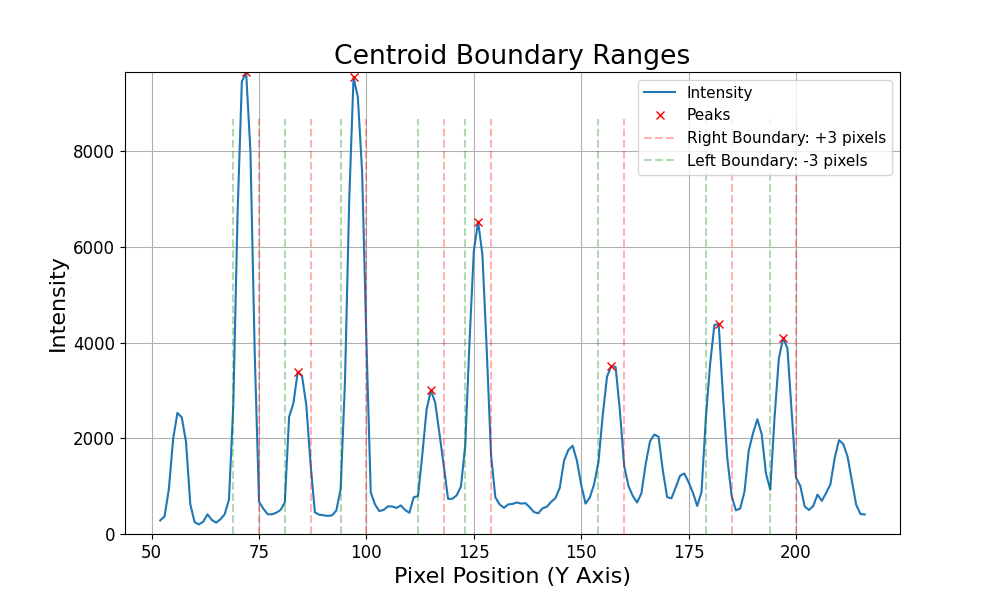 Centroid Boundary Ranges
Intensity
Peaks
Right Boundary: +3 pixels
Left Boundary: -3 pixels
8000
6000
4000
2000
0
Intensity
50 75 100 125 150 175 200
Pixel Position (Y Axis)